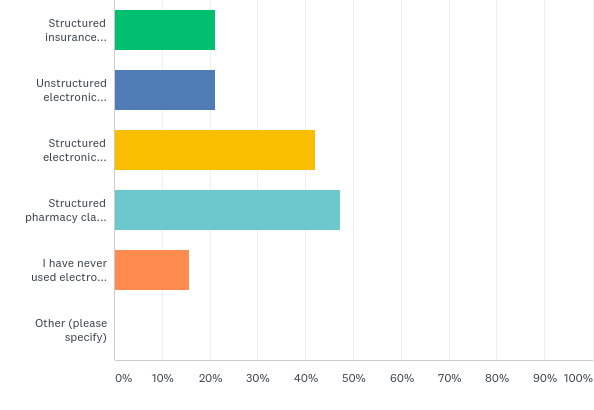 Structured
insurance...
Unstructured
electronic...
Structured
electronic...
Structured
pharmacy cla...
I have never
used electro...
Other (please
specify)
0% 10% 20% 30% 40% 50% 60% 70% 80% 90% 100%